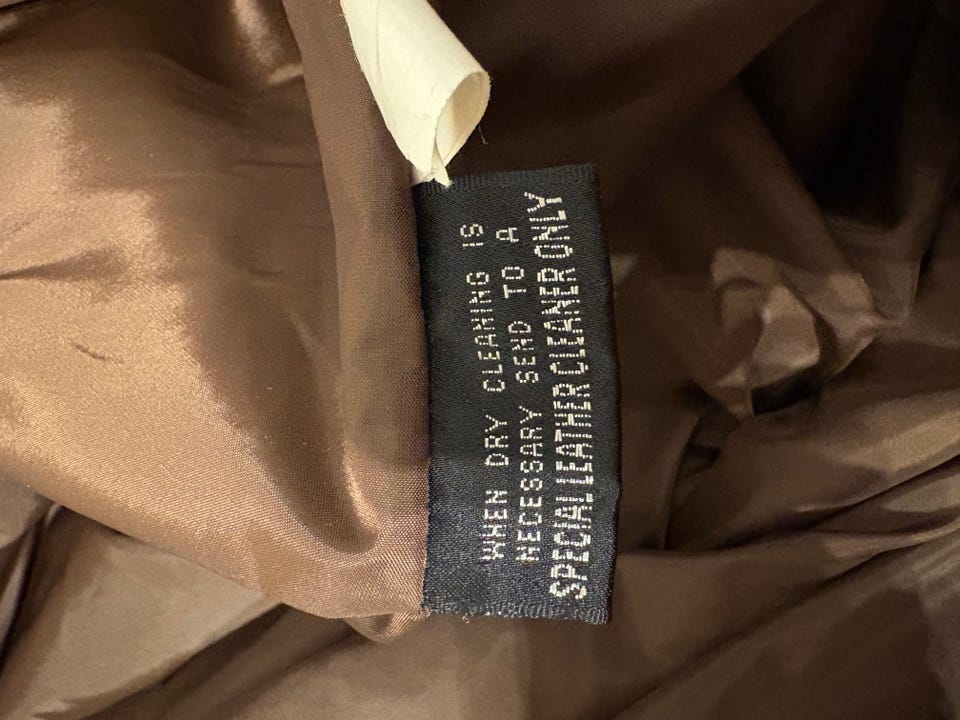 WHEN DRY CLEANING IS
NECESSARY SEND TO A
SPECIAL LEATHER CLEANER ONLY